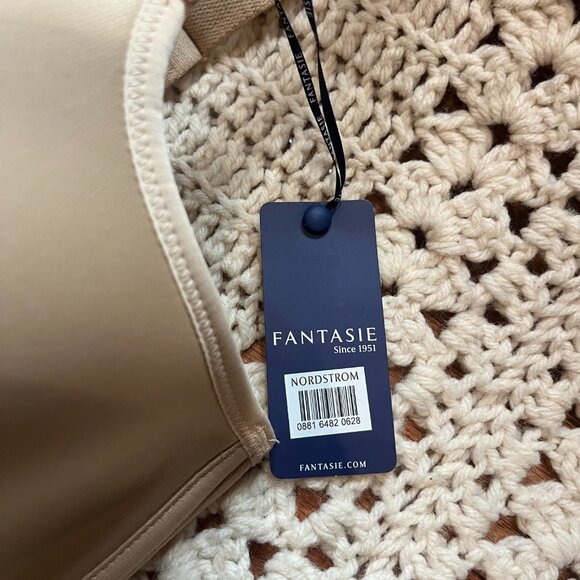 FANTASIE
FANTASIE
FANTASIE
Since 1951
NORDSTROM
0881 6482 0628
FANTASIE.COM